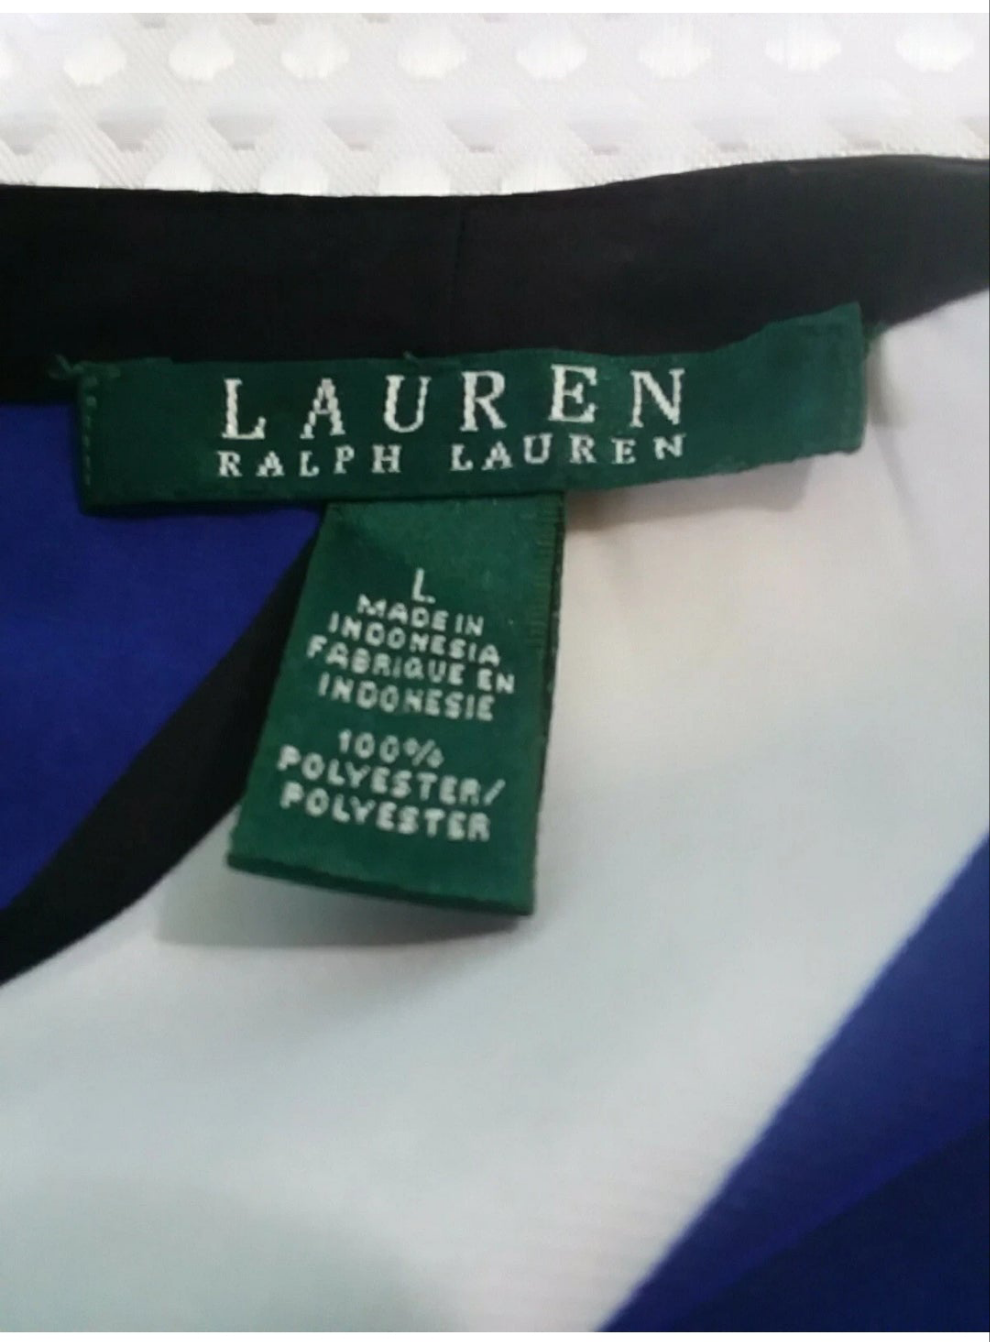 LAUREN
RALPH LAUREN
L
MADE IN
INDONESIA
FABRIQUE EN
INDONESIE
100%
POLYESTER/
POLYESTER